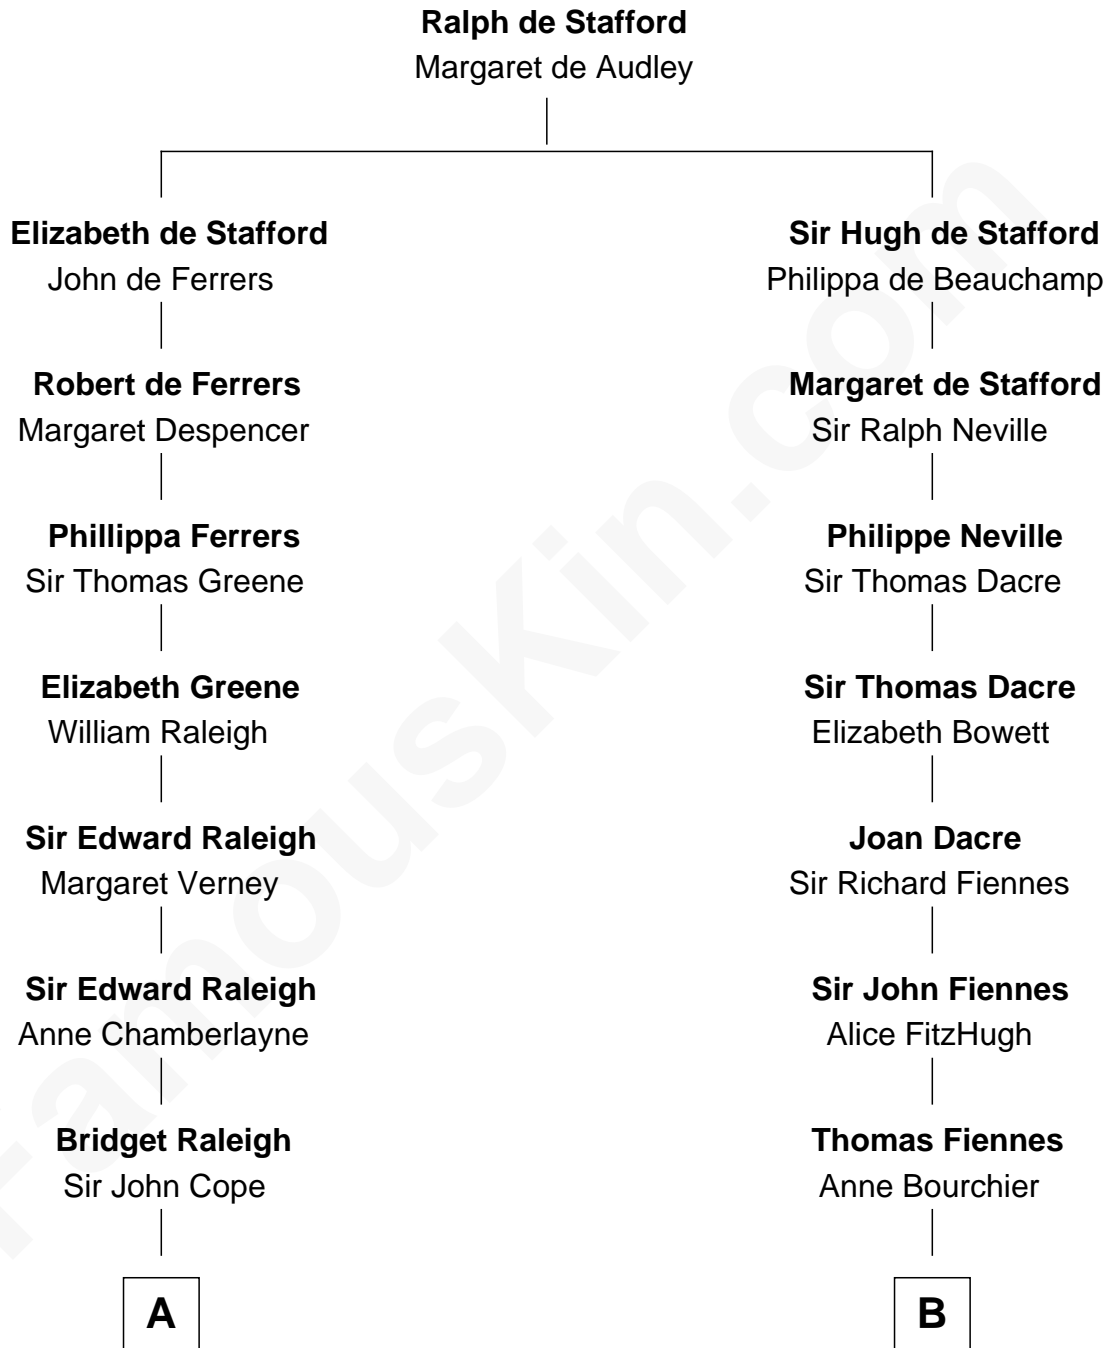 Ralph de Stafford
Margaret de Audley
Elizabeth de Stafford
John de Ferrers
Sir Hugh de Stafford
Philippa de Beauchamp
Robert de Ferrers
Margaret Despencer
Margaret de Stafford
Sir Ralph Neville
Phillippa Ferrers
Sir Thomas Greene
Philippe Neville
Sir Thomas Dacre
Elizabeth Greene
William Raleigh
Sir Thomas Dacre
Elizabeth Bowett
Sir Edward Raleigh
Margaret Verney
Joan Dacre
Sir Richard Fiennes
Sir Edward Raleigh
Anne Chamberlayne
Sir John Fiennes
Alice FitzHugh
Bridget Raleigh
Sir John Cope
Thomas Fiennes
Anne Bourchier
A
B
FamousKin.com